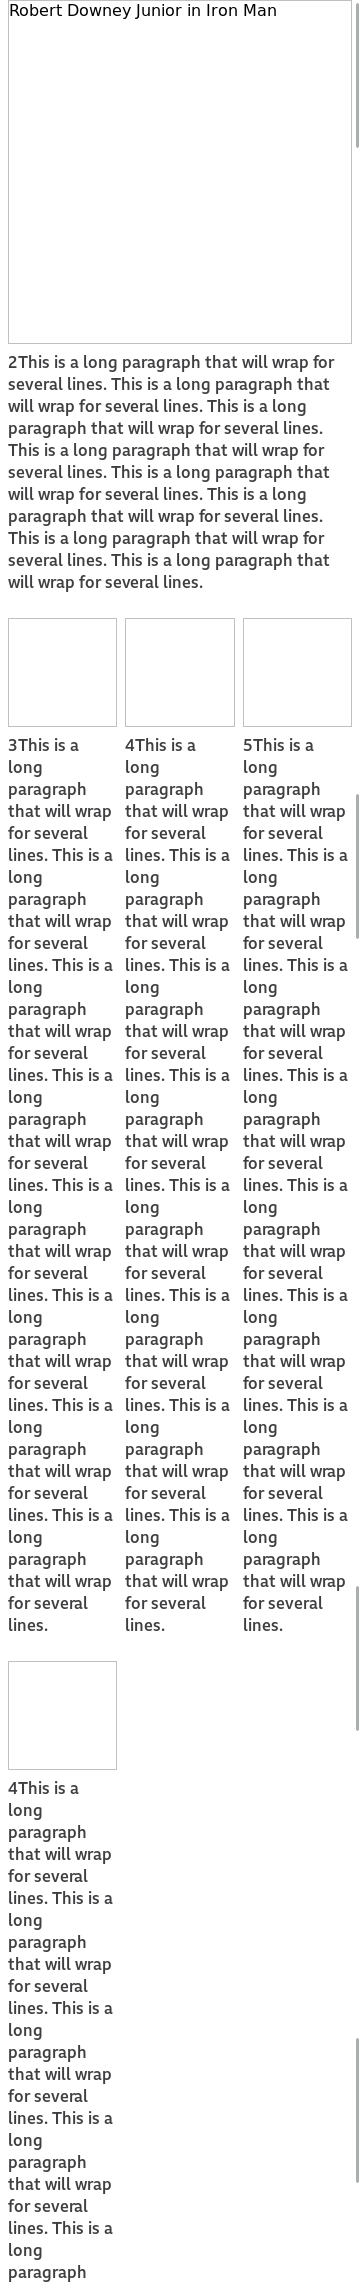 Robert Downey Junior in Iron Man
2This is a long paragraph that will wrap for
several lines. This is a long paragraph that
will wrap for several lines. This is a long
paragraph that will wrap for several lines.
This is a long paragraph that will wrap for
several lines. This is a long paragraph that
will wrap for several lines. This is a long
paragraph that will wrap for several lines.
This is a long paragraph that will wrap for
several lines. This is a long paragraph that
will wrap for several lines.
3This is a
long
paragraph
that will wrap
for several
lines. This is a
long
paragraph
that will wrap
for several
lines. This is a
long
paragraph
that will wrap
for several
lines. This is a
long
paragraph
that will wrap
for several
lines. This is a
long
paragraph
that will wrap
for several
lines. This is a
long
paragraph
that will wrap
for several
lines. This is a
long
paragraph
that will wrap
for several
lines. This is a
long
paragraph
that will wrap
for several
lines.
4This is a
long
paragraph
that will wrap
for several
lines. This is a
long
paragraph
that will wrap
for several
lines. This is a
long
paragraph
that will wrap
for several
lines. This is a
long
paragraph
that will wrap
for several
lines. This is a
long
paragraph
that will wrap
for several
lines. This is a
long
paragraph
that will wrap
for several
lines. This is a
long
paragraph
that will wrap
for several
lines. This is a
long
paragraph
that will wrap
for several
lines.
5This is a
long
paragraph
that will wrap
for several
lines. This is a
long
paragraph
that will wrap
for several
lines. This is a
long
paragraph
that will wrap
for several
lines. This is a
long
paragraph
that will wrap
for several
lines. This is a
long
paragraph
that will wrap
for several
lines. This is a
long
paragraph
that will wrap
for several
lines. This is a
long
paragraph
that will wrap
for several
lines. This is a
long
paragraph
that will wrap
for several
lines.
4This is a
long
paragraph
that will wrap
for several
lines. This is a
long
paragraph
that will wrap
for several
lines. This is a
long
paragraph
that will wrap
for several
lines. This is a
long
paragraph
that will wrap
for several
lines. This is a
long
paragraph